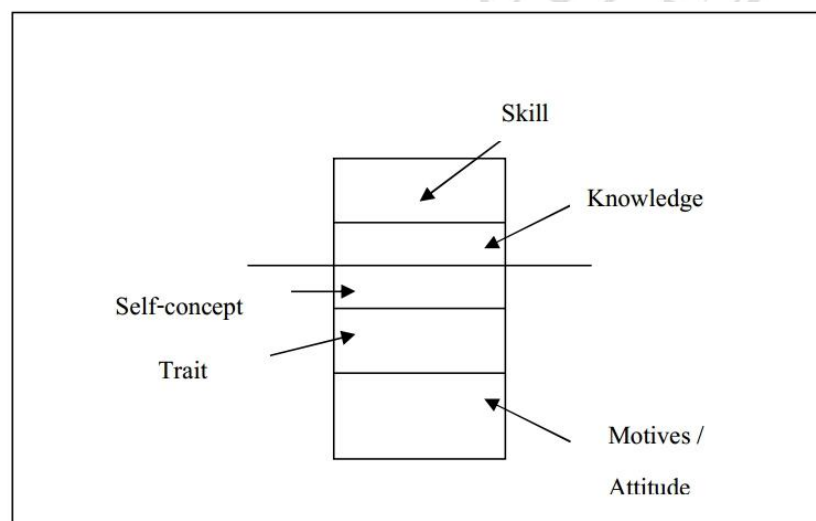 Skill
Knowledge
Self-concept
Trait
Motives /
Attitude